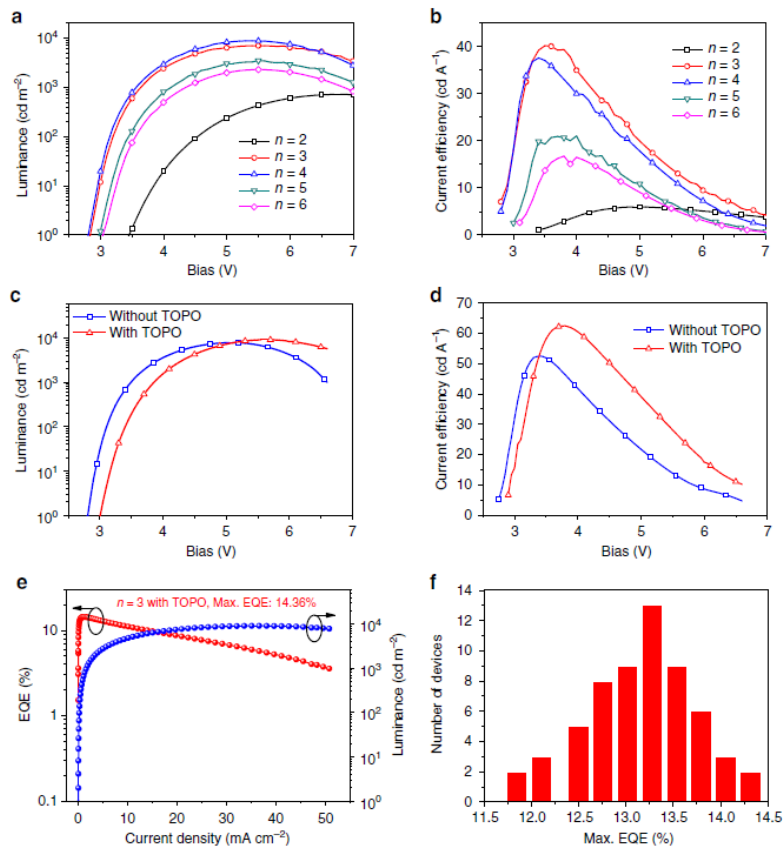 a
Luminance (cd m⁻²)
10⁴
10³
10²
10¹
10⁰
n = 2
n = 3
n = 4
n = 5
n = 6
3 4 5 6 7
Bias (V)
b
Current efficiency (cd A⁻¹)
40
30
20
10
0
n = 2
n = 3
n = 4
n = 5
n = 6
3 4 5 6 7
Bias (V)
c
Luminance (cd m⁻²)
10⁴
10³
10²
10¹
10⁰
Without TOPO
With TOPO
3 4 5 6 7
Bias (V)
d
Current efficiency (cd A⁻¹)
70
60
50
40
30
20
10
0
Without TOPO
With TOPO
3 4 5 6 7
Bias (V)
e
EQE (%)
10
1
0.1
n = 3 with TOPO, Max. EQE: 14.36%
Luminance (cd m⁻²)
10⁵
10⁴
10³
10²
10¹
10⁰
0 10 20 30 40 50
Current density (mA cm⁻²)
f
Number of devices
14
12
10
8
6
4
2
0
11.5 12.0 12.5 13.0 13.5 14.0 14.5
Max. EQE (%)